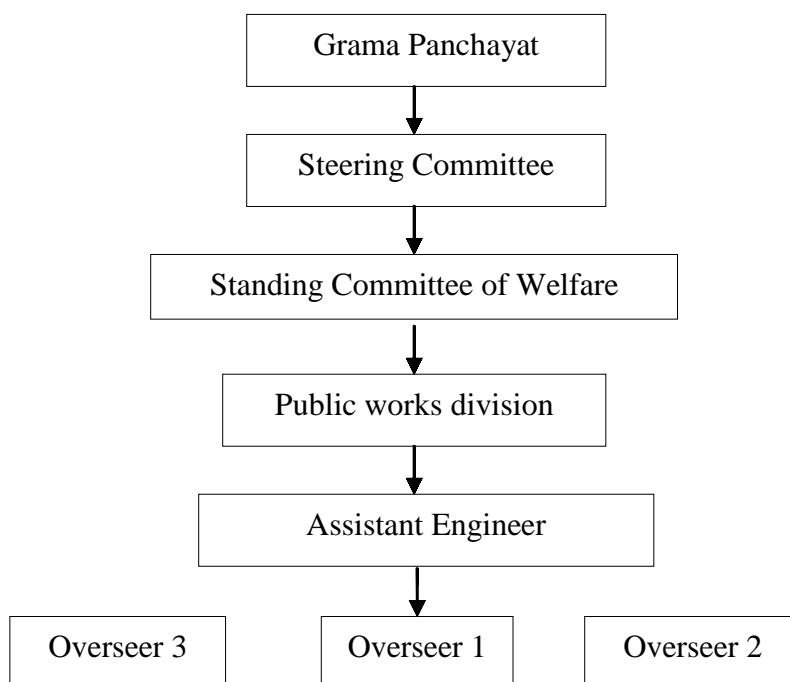 Grama Panchayat
Steering Committee
Standing Committee of Welfare
Public works division
Assistant Engineer
Overseer 3
Overseer 1
Overseer 2